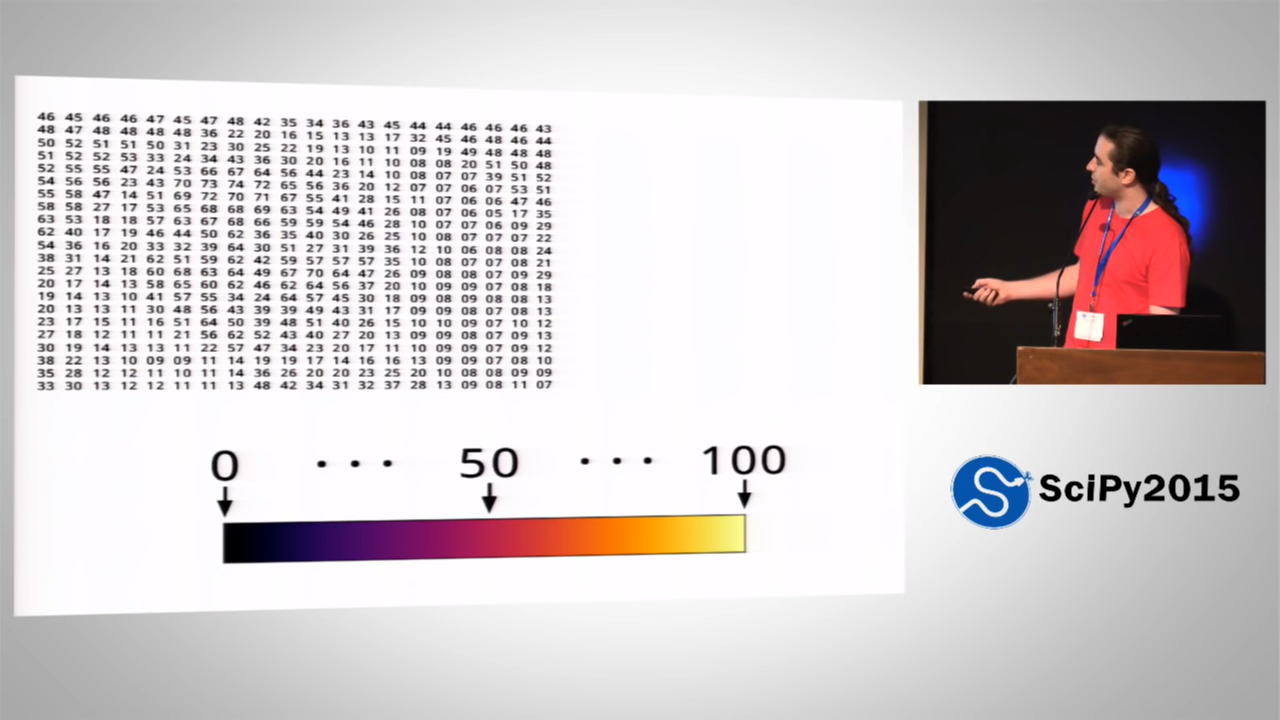 46 45 46 46 47 45 47 48 42 35 34 36 43 45 44 44 46 46 46 43
48 47 48 48 48 48 36 22 20 16 15 13 13 17 32 45 46 48 46 44
50 52 51 51 50 31 23 30 25 22 19 13 10 11 09 19 49 48 48 48
51 52 52 53 33 24 34 43 36 30 20 16 11 10 08 08 20 51 50 48
52 55 55 47 24 53 66 67 64 56 44 23 14 10 08 07 07 39 51 52
54 56 56 23 43 70 73 74 72 65 56 36 20 12 07 07 06 07 53 51
55 58 47 14 51 69 72 70 71 67 55 41 28 15 11 07 06 06 47 46
58 58 27 17 53 65 68 68 69 63 54 49 41 26 08 07 06 05 17 35
63 53 18 18 57 63 67 68 66 59 59 54 46 28 10 07 07 06 09 29
62 40 17 19 46 44 50 62 36 35 40 30 26 25 10 08 07 07 07 22
54 36 16 20 33 32 39 64 30 51 27 31 39 36 12 10 06 08 08 24
38 31 14 21 62 51 59 62 42 59 57 57 57 35 10 08 07 07 08 21
25 27 13 18 60 68 63 64 49 67 70 64 47 26 09 08 08 07 09 29
20 17 14 13 58 65 60 62 46 62 64 56 37 20 10 09 09 07 08 18
19 14 13 10 41 57 55 34 24 64 57 45 30 18 09 09 08 08 08 13
20 13 13 11 30 48 56 43 39 39 49 43 31 17 09 09 08 07 08 13
23 17 15 11 16 51 64 50 39 48 51 40 26 15 10 10 09 07 10 12
27 18 12 11 11 21 56 62 52 43 40 27 20 13 09 09 08 07 09 13
30 19 14 13 13 11 22 57 47 34 23 20 17 11 10 09 09 07 09 12
38 22 13 10 09 09 11 14 19 19 17 14 16 16 13 09 09 07 08 10
35 28 12 12 11 10 11 14 36 26 20 20 23 25 20 10 08 08 09 09
33 30 13 12 12 11 11 13 48 42 34 31 32 37 28 13 09 08 11 07
0 ... 50 ... 100
SciPy2015